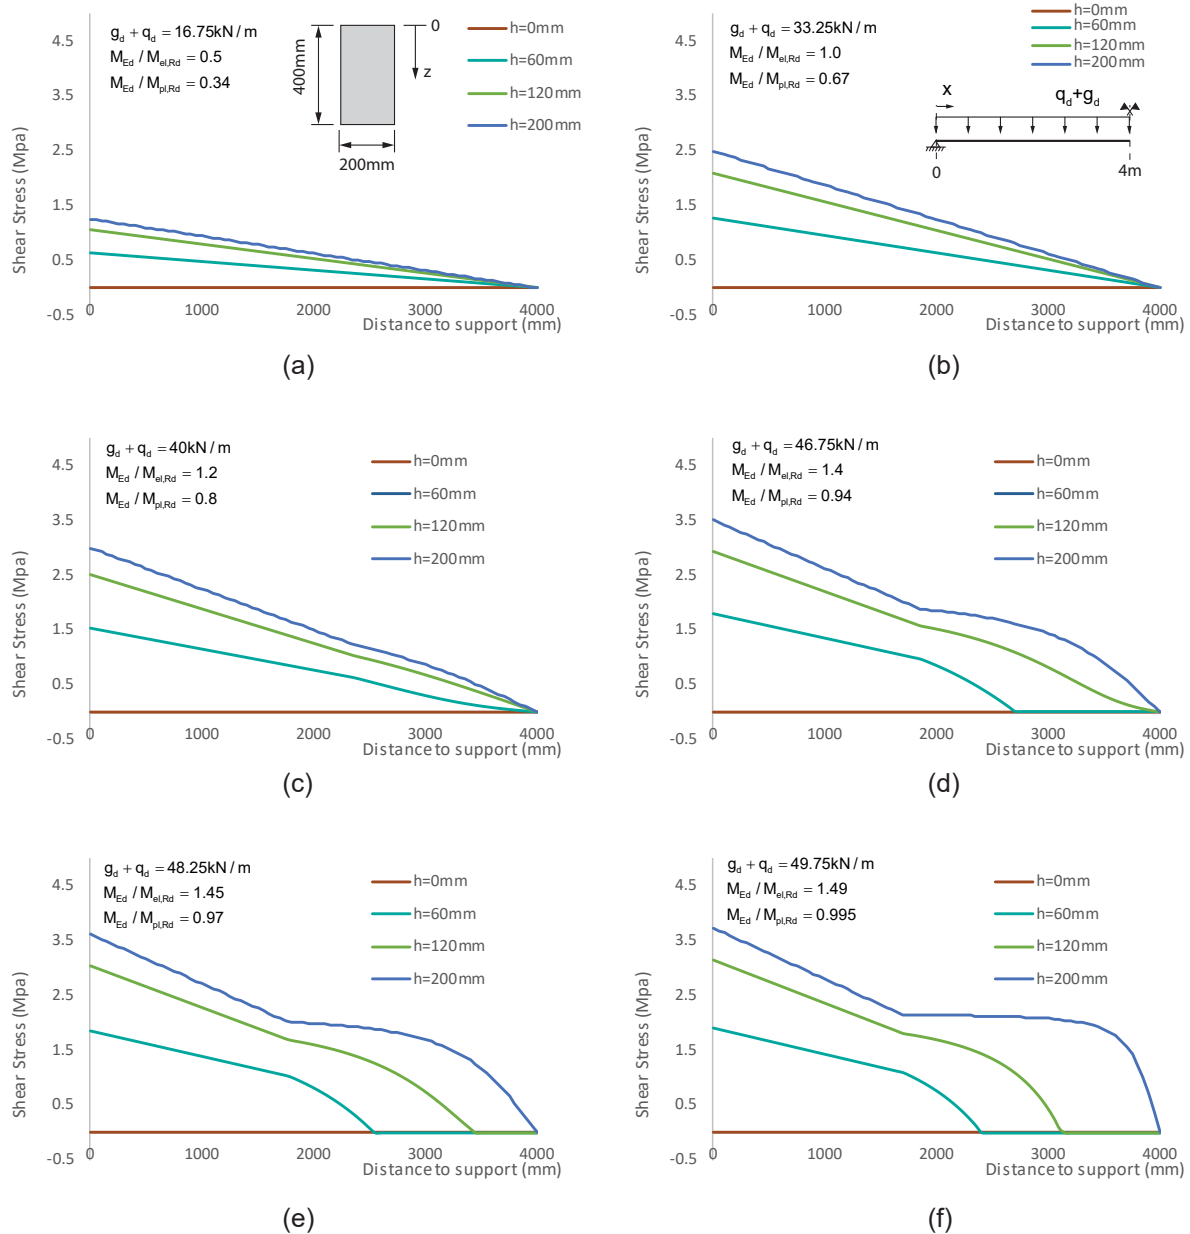 4.5
3.5
2.5
1.5
0.5
-0.5
Shear Stress (Mpa)
g_d + q_d = 16.75kN / m
M_Ed / M_el,Rd = 0.5
M_Ed / M_pl,Rd = 0.34
400mm
200mm
0
z
h=0mm
h=60mm
h=120mm
h=200mm
0 1000 2000 3000 4000
Distance to support (mm)
(a)
4.5
3.5
2.5
1.5
0.5
-0.5
Shear Stress (Mpa)
g_d + q_d = 33.25kN / m
M_Ed / M_el,Rd = 1.0
M_Ed / M_pl,Rd = 0.67
h=0mm
h=60mm
h=120mm
h=200mm
x
q_d+g_d
0 4m
0 1000 2000 3000 4000
Distance to support (mm)
(b)
4.5
3.5
2.5
1.5
0.5
-0.5
Shear Stress (Mpa)
g_d + q_d = 40kN / m
M_Ed / M_el,Rd = 1.2
M_Ed / M_pl,Rd = 0.8
h=0mm
h=60mm
h=120mm
h=200mm
0 1000 2000 3000 4000
Distance to support (mm)
(c)
4.5
3.5
2.5
1.5
0.5
-0.5
Shear Stress (Mpa)
g_d + q_d = 46.75kN / m
M_Ed / M_el,Rd = 1.4
M_Ed / M_pl,Rd = 0.94
h=0mm
h=60mm
h=120mm
h=200mm
0 1000 2000 3000 4000
Distance to support (mm)
(d)
4.5
3.5
2.5
1.5
0.5
-0.5
Shear Stress (Mpa)
g_d + q_d = 48.25kN / m
M_Ed / M_el,Rd = 1.45
M_Ed / M_pl,Rd = 0.97
h=0mm
h=60mm
h=120mm
h=200mm
0 1000 2000 3000 4000
Distance to support (mm)
(e)
4.5
3.5
2.5
1.5
0.5
-0.5
Shear Stress (Mpa)
g_d + q_d = 49.75kN / m
M_Ed / M_el,Rd = 1.49
M_Ed / M_pl,Rd = 0.995
h=0mm
h=60mm
h=120mm
h=200mm
0 1000 2000 3000 4000
Distance to support (mm)
(f)